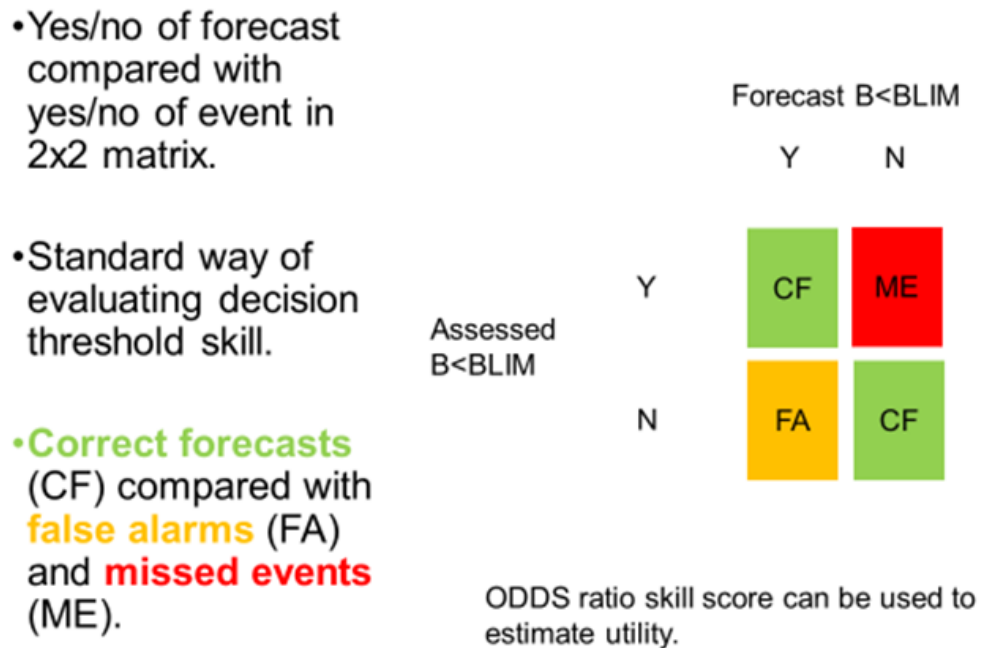 •Yes/no of forecast
compared with
yes/no of event in
2x2 matrix.
•Standard way of
evaluating decision
threshold skill.
•Correct forecasts
(CF) compared with
false alarms (FA)
and missed events
(ME).
Forecast B<BLIM
Y N
Y CF ME
Assessed
B<BLIM
N FA CF
ODDS ratio skill score can be used to
estimate utility.